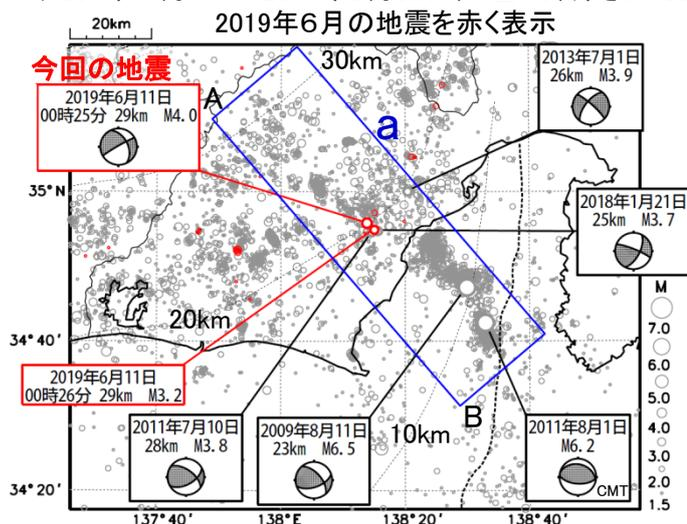 20km
2019年６月の地震を赤く表示
今回の地震
2019年6月11日
00時25分 29km M4.0
A
30km
a
2013年7月1日
26km M3.9
35°N
2018年1月21日
25km M3.7
M
7.0
6.0
5.0
4.0
3.0
2.0
1.5
20km
34°40′
2019年6月11日
00時26分 29km M3.2
2011年7月10日
28km M3.8
2009年8月11日
23km M6.5
10km
B
2011年8月1日
M6.2
CMT
34°20′
137°40′
138°E
138°20′
138°40′